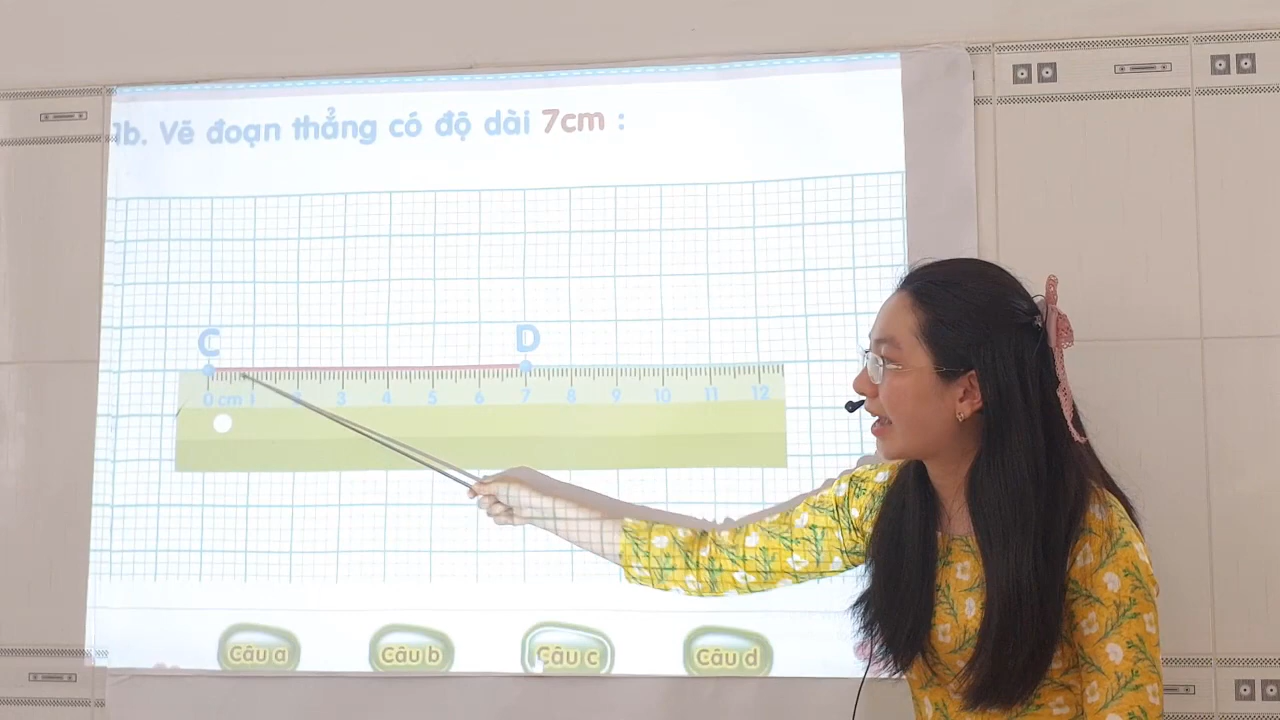 1b. Vẽ đoạn thẳng có độ dài 7cm :
C D
0 cm 1 2 3 4 5 6 7 8 9 10 11 12
Câu a Câu b Câu c Câu d